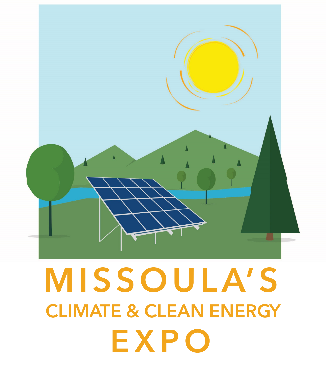 MISSOULA'S
CLIMATE & CLEAN ENERGY
EXPO